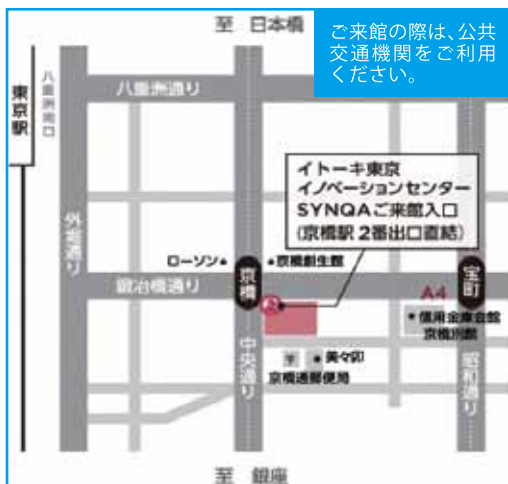 至 日本橋
ご来館の際は、公共
交通機関をご利用
ください。
八重洲通り
東京駅
八重洲南口
外堀通り
イトーキ東京
イノベーションセンター
SYNQAご来館入口
(京橋駅 2番出口直結)
ローソン
京橋
京橋創生館
宝町
鍛冶橋通り
2
A4
信用金庫会館
京橋別館
中央通り
〒
美々卯
京橋通郵便局
昭和通り
至 銀座